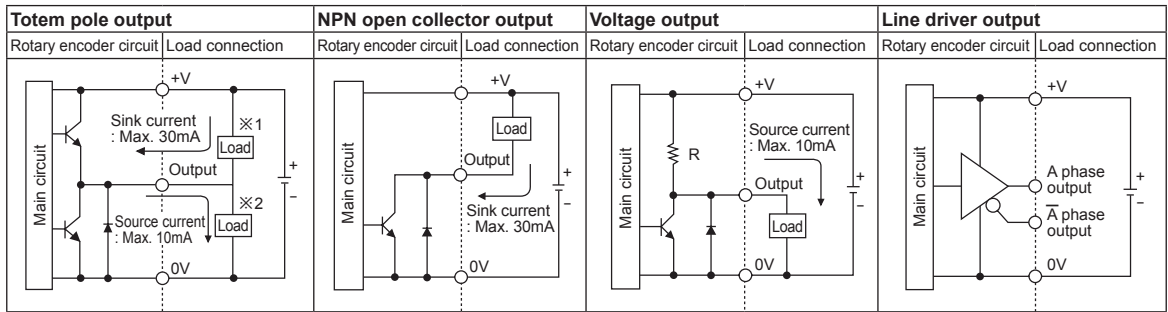 Totem pole output
Rotary encoder circuit
Load connection
Main circuit
+V
Sink current
: Max. 30mA
※1
Load
Output
※2
Source current
: Max. 10mA
Load
0V
+
−
NPN open collector output
Rotary encoder circuit
Load connection
Main circuit
+V
Load
Output
Sink current
: Max. 30mA
0V
+
−
Voltage output
Rotary encoder circuit
Load connection
Main circuit
+V
Source current
: Max. 10mA
R
Output
Load
0V
+
−
Line driver output
Rotary encoder circuit
Load connection
Main circuit
+V
A phase
output
A̅ phase
output
0V
+
−